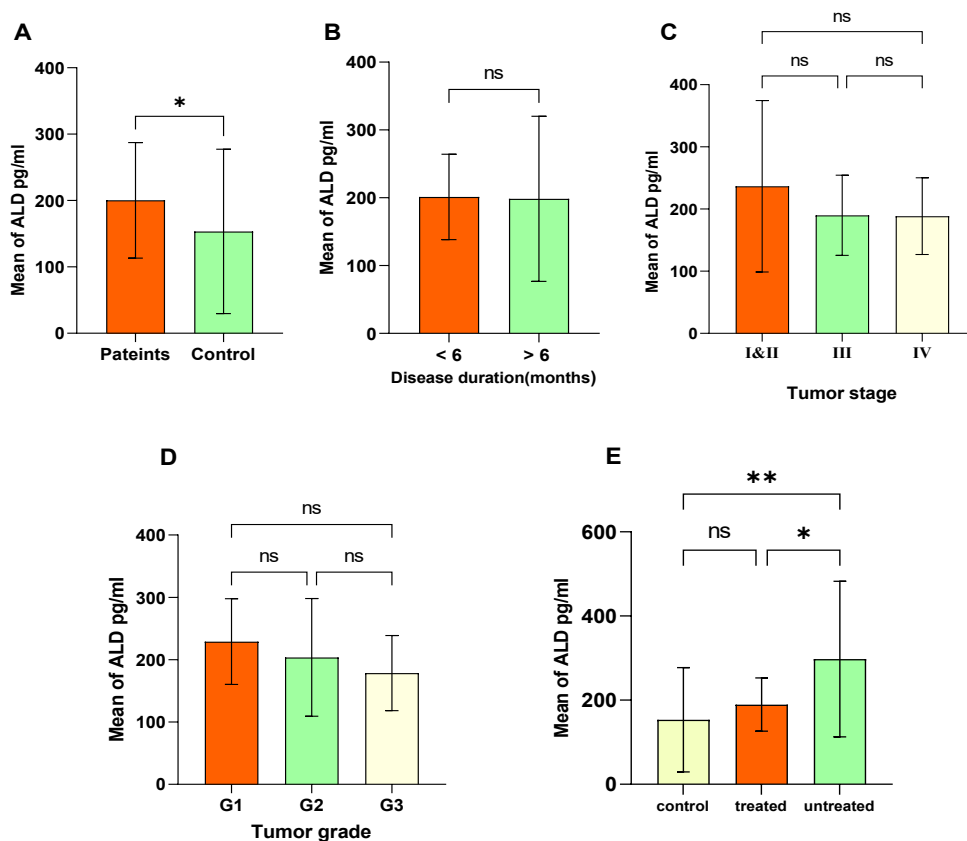 A
Mean of ALD pg/ml
400
300
200
100
0
*
Pateints Control
B
Mean of ALD pg/ml
400
300
200
100
0
ns
< 6 > 6
Disease duration(months)
C
Mean of ALD pg/ml
400
300
200
100
0
ns
ns ns
I&II III IV
Tumor stage
D
Mean of ALD pg/ml
400
300
200
100
0
ns
ns ns
G1 G2 G3
Tumor grade
E
Mean of ALD pg/ml
600
400
200
0
**
ns *
control treated untreated